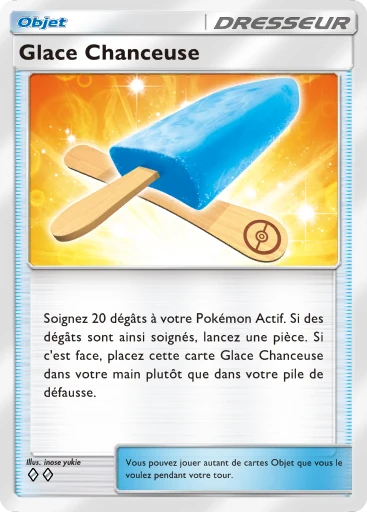 Objet
DRESSEUR
Glace Chanceuse
Soignez 20 dégâts à votre Pokémon Actif. Si des
dégâts sont ainsi soignés, lancez une pièce. Si
c'est face, placez cette carte Glace Chanceuse
dans votre main plutôt que dans votre pile de
défausse.
Illus. inose yukie
Vous pouvez jouer autant de cartes Objet que vous le
voulez pendant votre tour.